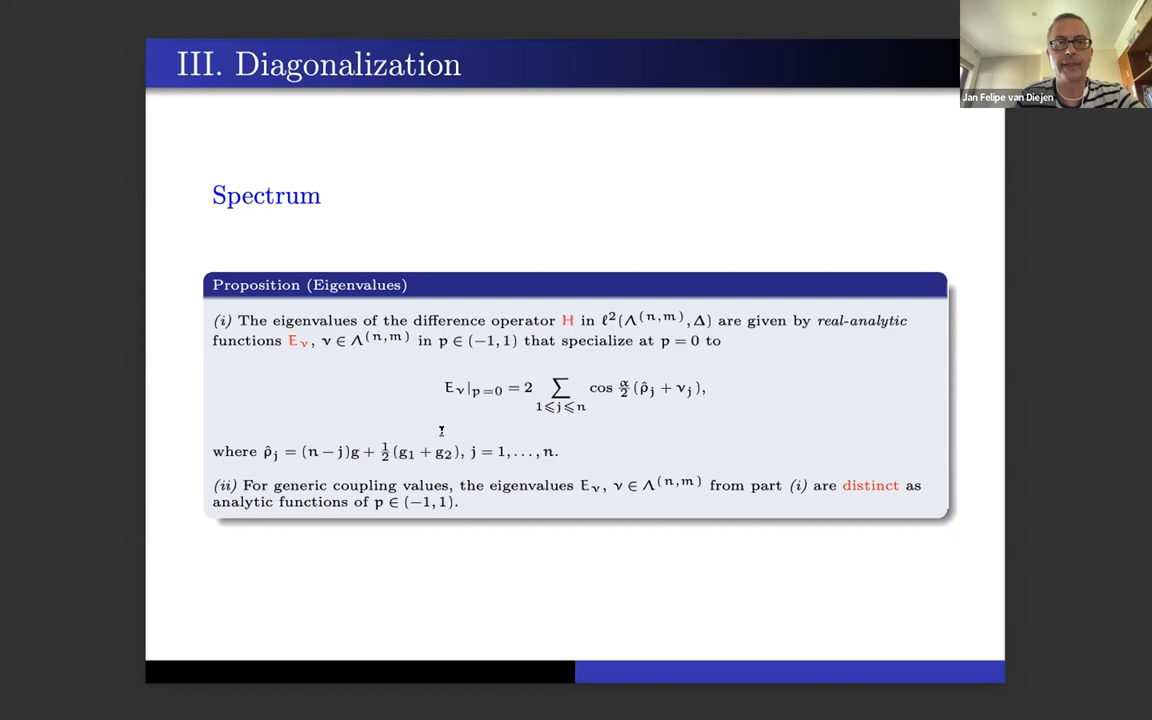 III. Diagonalization
Jan Felipe van Diejen
Spectrum
Proposition (Eigenvalues)
(i) The eigenvalues of the difference operator H in ℓ²(Λ⁽ⁿ,ᵐ⁾, Δ) are given by real-analytic
functions E_ν, ν ∈ Λ⁽ⁿ,ᵐ⁾ in p ∈ (−1, 1) that specialize at p = 0 to
E_ν|_{p=0} = 2 ∑_{1⩽j⩽n} cos α/2 (ρ̂_j + ν_j),
where ρ̂_j = (n − j)g + ½(g₁ + g₂), j = 1, . . . , n.
(ii) For generic coupling values, the eigenvalues E_ν, ν ∈ Λ⁽ⁿ,ᵐ⁾ from part (i) are distinct as
analytic functions of p ∈ (−1, 1).